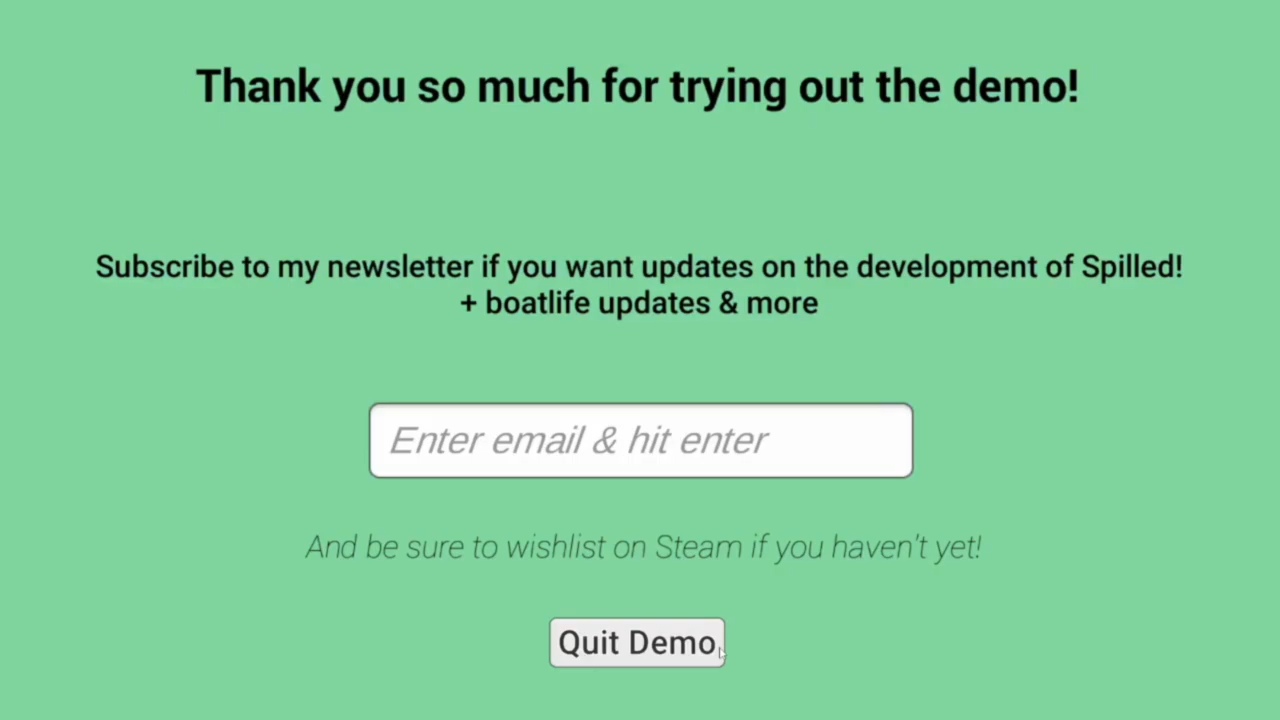 Thank you so much for trying out the demo!
Subscribe to my newsletter if you want updates on the development of Spilled!
+ boatlife updates & more
Enter email & hit enter
And be sure to wishlist on Steam if you haven't yet!
Quit Demo